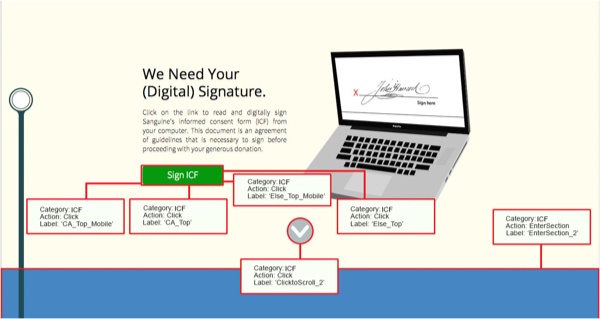 We Need Your
(Digital) Signature.
Click on the link to read and digitally sign
Sanguine's informed consent form (ICF) from
your computer. This document is an agreement
of guidelines that is necessary to sign before
proceeding with your generous donation.
X
John Hancock
Sign here
Sign ICF
Category: ICF
Action: Click
Label: 'CA_Top_Mobile'
Category: ICF
Action: Click
Label: 'CA_Top'
Category: ICF
Action: Click
Label: 'Else_Top_Mobile'
Category: ICF
Action: Click
Label: 'Else_Top'
Category: ICF
Action: EnterSection
Label: 'EnterSection_2'
Category: ICF
Action: Click
Label: 'ClicktoScroll_2'